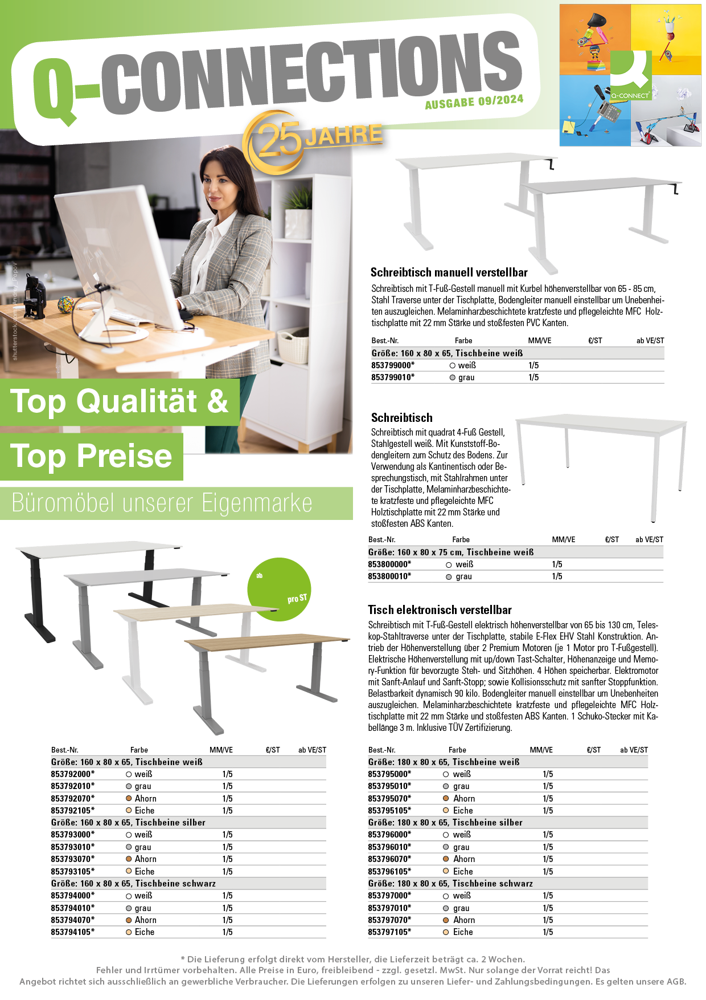 Q-CONNECTIONS
AUSGABE 09/2024
25 JAHRE
Q-CONNECT
shutterstock.com/Andrey_Popov
Top Qualität &
Top Preise
Büromöbel unserer Eigenmarke
ab
pro ST
Schreibtisch manuell verstellbar
Schreibtisch mit T-Fuß-Gestell manuell mit Kurbel höhenverstellbar von 65 - 85 cm,
Stahl Traverse unter der Tischplatte, Bodengleiter manuell einstellbar um Unebenhei-
ten auszugleichen. Melaminharzbeschichtete kratzfeste und pflegeleichte MFC Holz-
tischplatte mit 22 mm Stärke und stoßfesten PVC Kanten.
Best.-Nr. Farbe MM/VE €/ST ab VE/ST
Größe: 160 x 80 x 65, Tischbeine weiß
853799000* weiß 1/5
853799010* grau 1/5
Schreibtisch
Schreibtisch mit quadrat 4-Fuß Gestell,
Stahlgestell weiß. Mit Kunststoff-Bo-
dengleitern zum Schutz des Bodens. Zur
Verwendung als Kantinentisch oder Be-
sprechungstisch, mit Stahlrahmen unter
der Tischplatte, Melaminharzbeschichte-
te kratzfeste und pflegeleichte MFC
Holztischplatte mit 22 mm Stärke und
stoßfesten ABS Kanten.
Best.-Nr. Farbe MM/VE €/ST ab VE/ST
Größe: 160 x 80 x 75 cm, Tischbeine weiß
853800000* weiß 1/5
853800010* grau 1/5
Tisch elektronisch verstellbar
Schreibtisch mit T-Fuß-Gestell elektrisch höhenverstellbar von 65 bis 130 cm, Teles-
kop-Stahltraverse unter der Tischplatte, stabile E-Flex EHV Stahl Konstruktion. An-
trieb der Höhenverstellung über 2 Premium Motoren (je 1 Motor pro T-Fußgestell).
Elektrische Höhenverstellung mit up/down Tast-Schalter, Höhenanzeige und Memo-
ry-Funktion für bevorzugte Steh- und Sitzhöhen. 4 Höhen speicherbar. Elektromotor
mit Sanft-Anlauf und Sanft-Stopp; sowie Kollisionsschutz mit sanfter Stoppfunktion.
Belastbarkeit dynamisch 90 kilo. Bodengleiter manuell einstellbar um Unebenheiten
auszugleichen. Melaminharzbeschichtete kratzfeste und pflegeleichte MFC Holz-
tischplatte mit 22 mm Stärke und stoßfesten ABS Kanten. 1 Schuko-Stecker mit Ka-
bellänge 3 m. Inklusive TÜV Zertifizierung.
Best.-Nr. Farbe MM/VE €/ST ab VE/ST
Größe: 160 x 80 x 65, Tischbeine weiß
853792000* weiß 1/5
853792010* grau 1/5
853792070* Ahorn 1/5
853792105* Eiche 1/5
Größe: 160 x 80 x 65, Tischbeine silber
853793000* weiß 1/5
853793010* grau 1/5
853793070* Ahorn 1/5
853793105* Eiche 1/5
Größe: 160 x 80 x 65, Tischbeine schwarz
853794000* weiß 1/5
853794010* grau 1/5
853794070* Ahorn 1/5
853794105* Eiche 1/5
Best.-Nr. Farbe MM/VE €/ST ab VE/ST
Größe: 180 x 80 x 65, Tischbeine weiß
853795000* weiß 1/5
853795010* grau 1/5
853795070* Ahorn 1/5
853795105* Eiche 1/5
Größe: 180 x 80 x 65, Tischbeine silber
853796000* weiß 1/5
853796010* grau 1/5
853796070* Ahorn 1/5
853796105* Eiche 1/5
Größe: 180 x 80 x 65, Tischbeine schwarz
853797000* weiß 1/5
853797010* grau 1/5
853797070* Ahorn 1/5
853797105* Eiche 1/5
* Die Lieferung erfolgt direkt vom Hersteller, die Lieferzeit beträgt ca. 2 Wochen.
Fehler und Irrtümer vorbehalten. Alle Preise in Euro, freibleibend - zzgl. gesetzl. MwSt. Nur solange der Vorrat reicht! Das
Angebot richtet sich ausschließlich an gewerbliche Verbraucher. Die Lieferungen erfolgen zu unseren Liefer- und Zahlungsbedingungen. Es gelten unsere AGB.